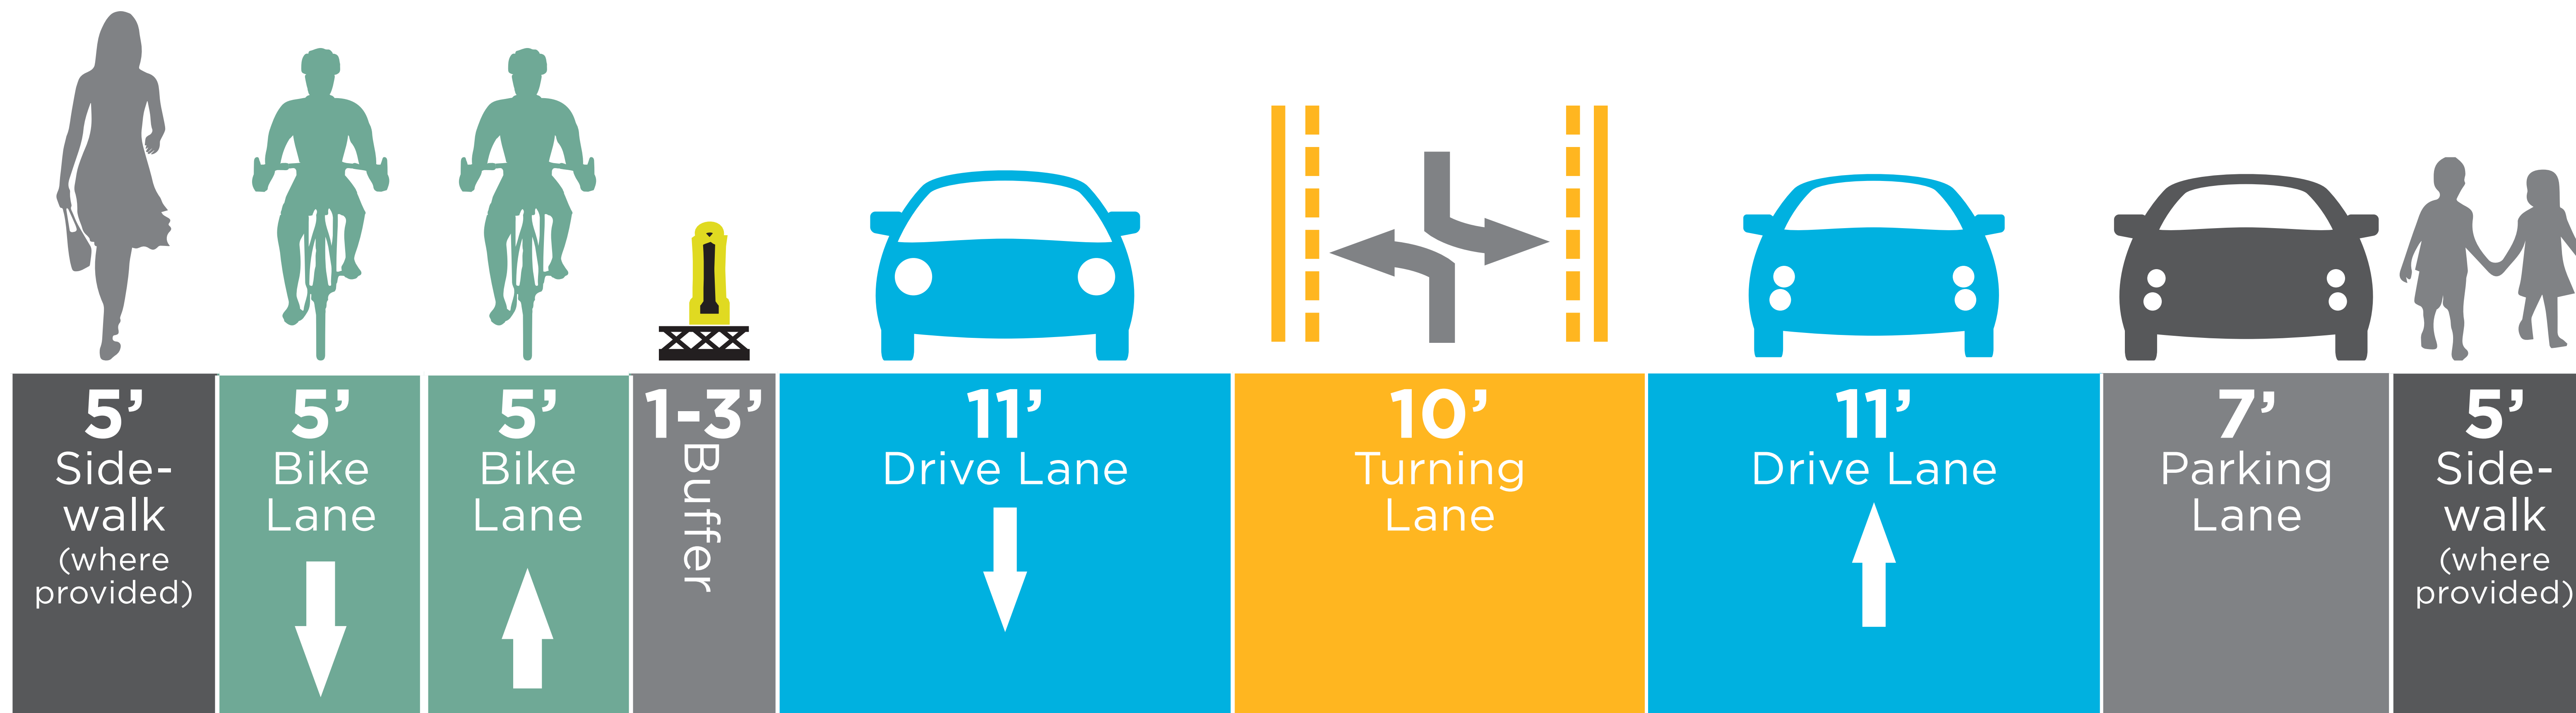 5’
Side-
walk
(where
provided)
5’
Bike
Lane
5’
Bike
Lane
1-3’
Buffer
11’
Drive Lane
10’
Turning
Lane
11’
Drive Lane
7’
Parking
Lane
5’
Side-
walk
(where
provided)